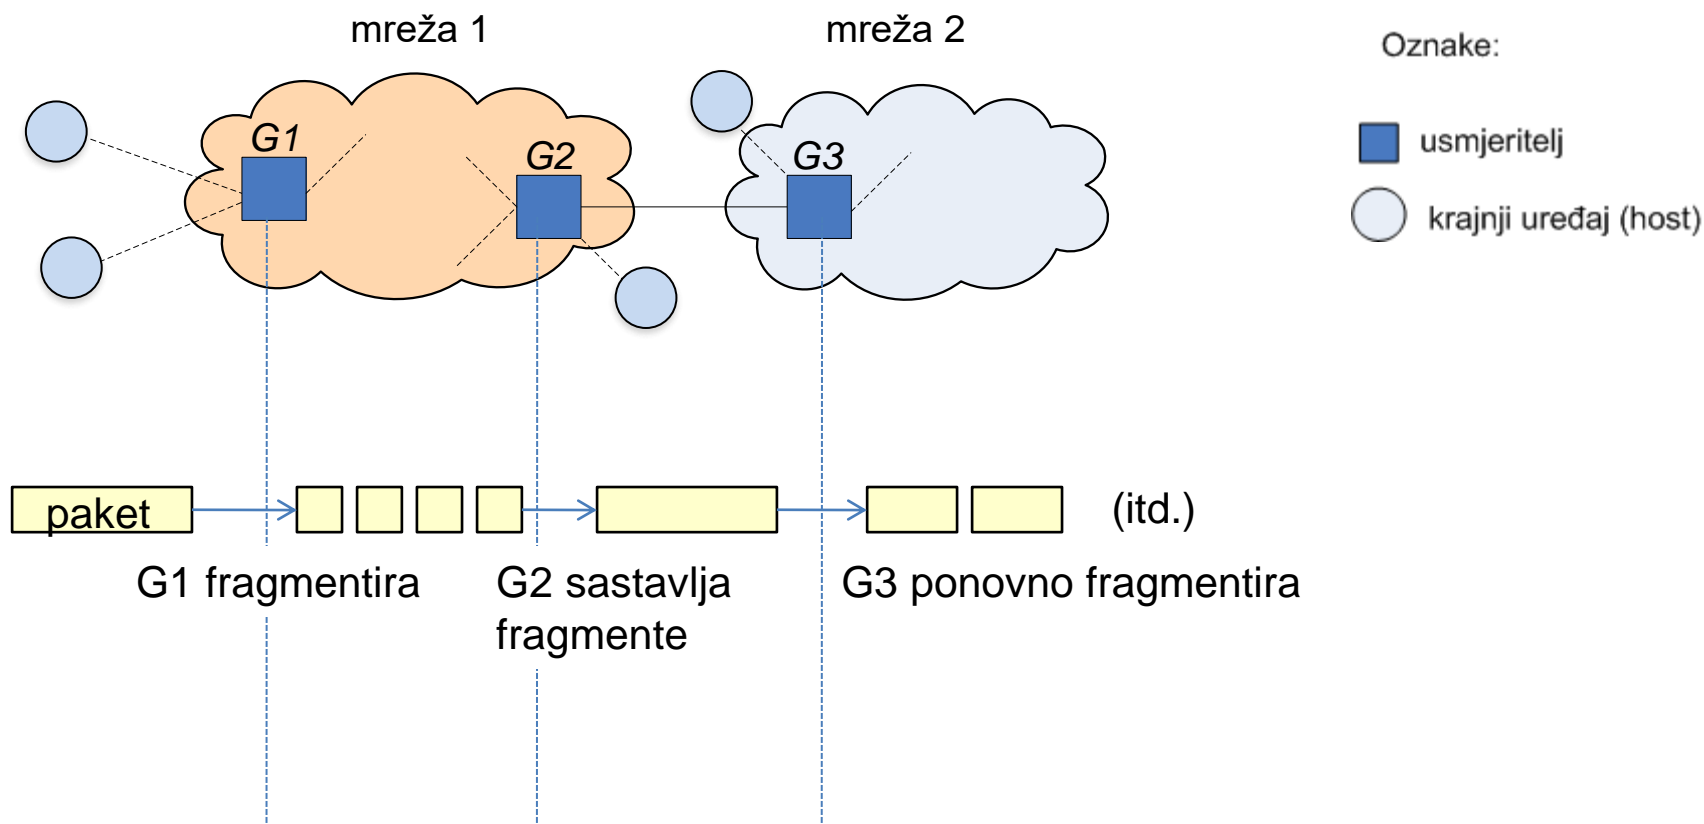 mreža 1
mreža 2
Oznake:
G1
G2
G3
usmjeritelj
krajnji uređaj (host)
paket
(itd.)
G1 fragmentira
G2 sastavlja
fragmente
G3 ponovno fragmentira